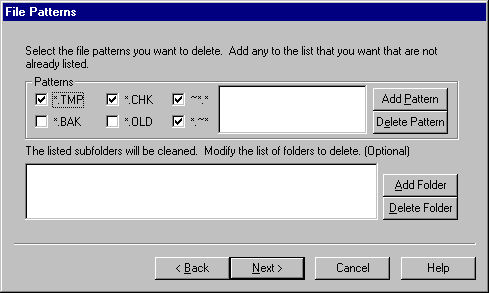 File Patterns
Select the file patterns you want to delete. Add any to the list that you want that are not
already listed.
Patterns
*.TMP *.CHK ~*.* Add Pattern
*.BAK *.OLD *.~* Delete Pattern
The listed subfolders will be cleaned. Modify the list of folders to delete. (Optional)
Add Folder
Delete Folder
< Back Next > Cancel Help